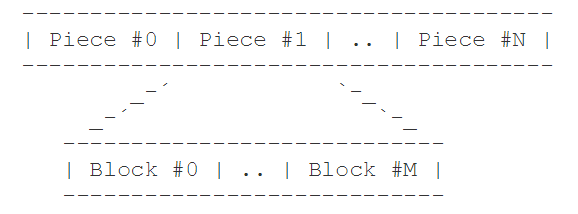 | Piece #0 | Piece #1 | .. | Piece #N |
| Block #0 | .. | Block #M |